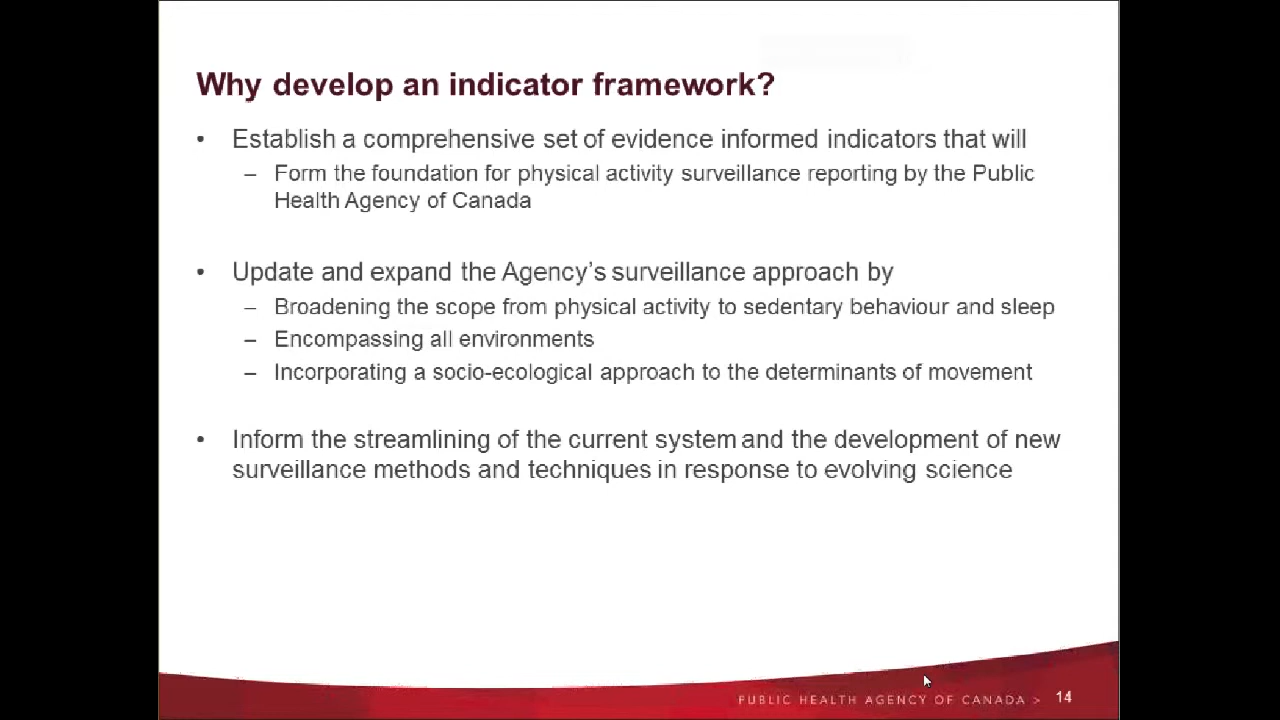 Why develop an indicator framework?
• Establish a comprehensive set of evidence informed indicators that will
– Form the foundation for physical activity surveillance reporting by the Public
Health Agency of Canada
• Update and expand the Agency's surveillance approach by
– Broadening the scope from physical activity to sedentary behaviour and sleep
– Encompassing all environments
– Incorporating a socio-ecological approach to the determinants of movement
• Inform the streamlining of the current system and the development of new
surveillance methods and techniques in response to evolving science
PUBLIC HEALTH AGENCY OF CANADA > 14